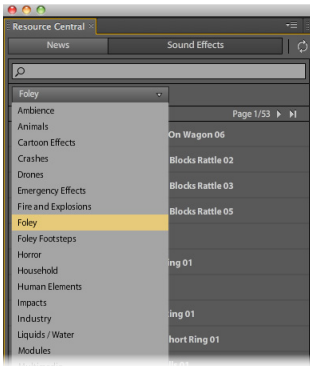 Resource Central
News Sound Effects
Foley
Page 1/53
Ambience
Animals
On Wagon 06
Cartoon Effects
Crashes
Blocks Rattle 02
Drones
Emergency Effects
Blocks Rattle 03
Fire and Explosions
Blocks Rattle 05
Foley
Foley Footsteps
Horror
ing 01
Household
Human Elements
Impacts
ing 01
Industry
Liquids / Water
hort Ring 01
Modules